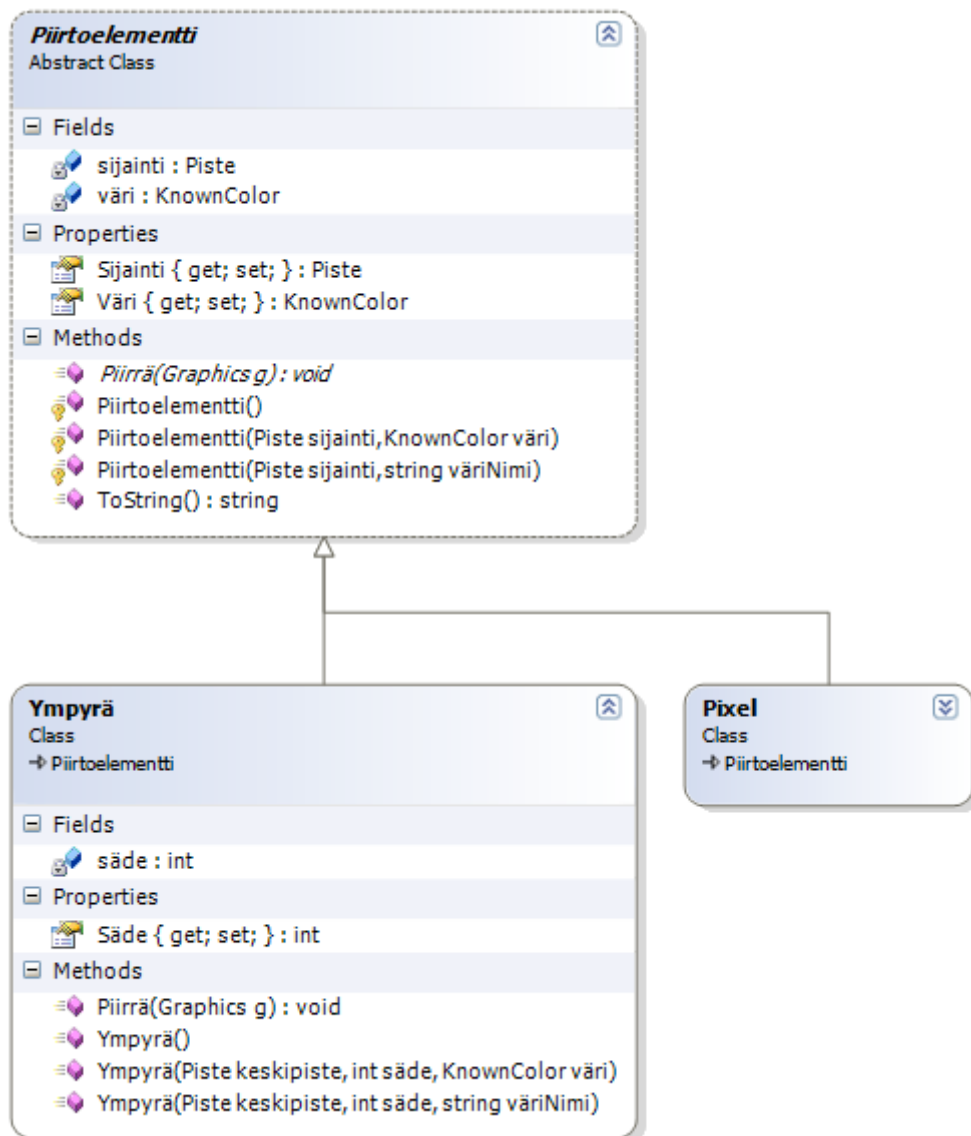 Piirtoelementti
Abstract Class
Fields
sijainti : Piste
väri : KnownColor
Properties
Sijainti { get; set; } : Piste
Väri { get; set; } : KnownColor
Methods
Piirrä(Graphics g) : void
Piirtoelementti()
Piirtoelementti(Piste sijainti, KnownColor väri)
Piirtoelementti(Piste sijainti, string väriNimi)
ToString() : string
Ympyrä
Class
Piirtoelementti
Fields
säde : int
Properties
Säde { get; set; } : int
Methods
Piirrä(Graphics g) : void
Ympyrä()
Ympyrä(Piste keskipiste, int säde, KnownColor väri)
Ympyrä(Piste keskipiste, int säde, string väriNimi)
Pixel
Class
Piirtoelementti